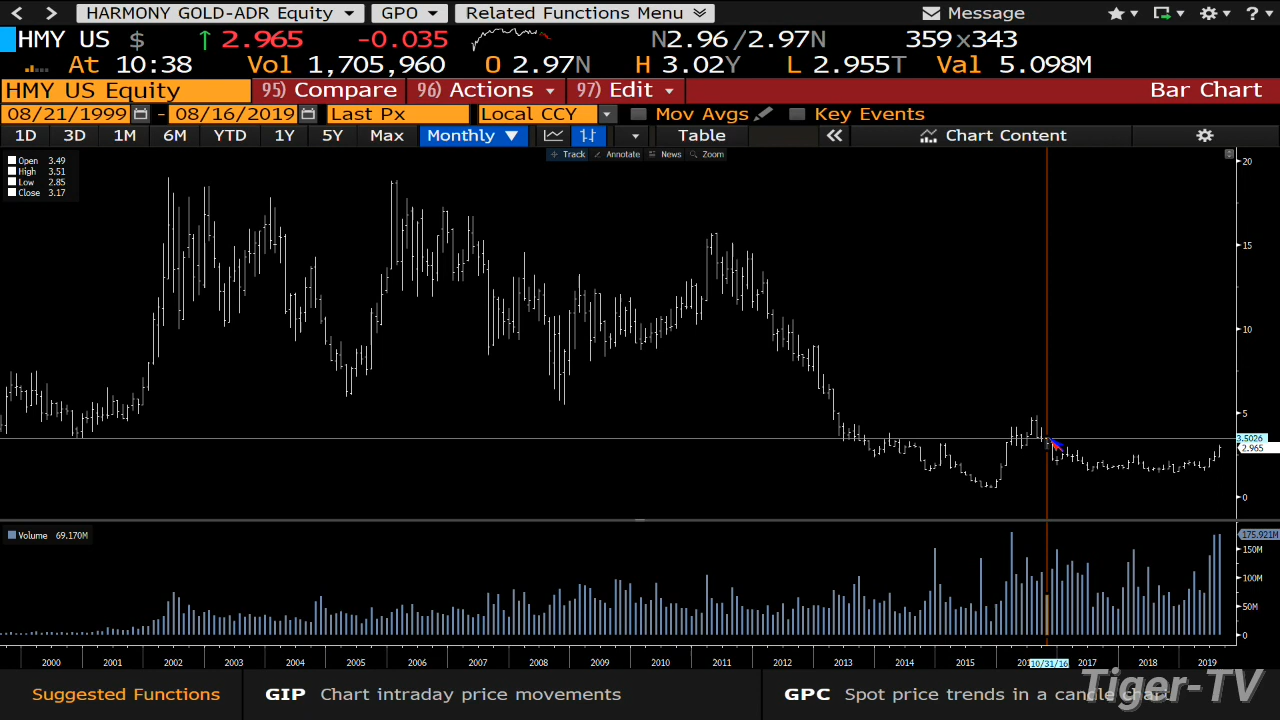 HARMONY GOLD-ADR Equity GPO Related Functions Menu Message ?
HMY US $ ↑ 2.965 -0.035 N2.96/2.97N 359x343
At 10:38 Vol 1,705,960 O 2.97N H 3.02Y L 2.955T Val 5.098M
HMY US Equity 95) Compare 96) Actions 97) Edit Bar Chart
08/21/1999 - 08/16/2019 Last Px Local CCY Mov Avgs Key Events
1D 3D 1M 6M YTD 1Y 5Y Max Monthly ▼ Table Chart Content
Track Annotate News Zoom
Open 3.49
High 3.51
Low 2.85
Close 3.17
20
15
10
5
3.5026
2.965
0
Volume 69.170M
175.921M
150M
100M
50M
0
2000 2001 2002 2003 2004 2005 2006 2007 2008 2009 2010 2011 2012 2013 2014 2015 10/31/16 2017 2018 2019
Suggested Functions GIP Chart intraday price movements GPC Spot price trends in a candle chart
Tiger-TV